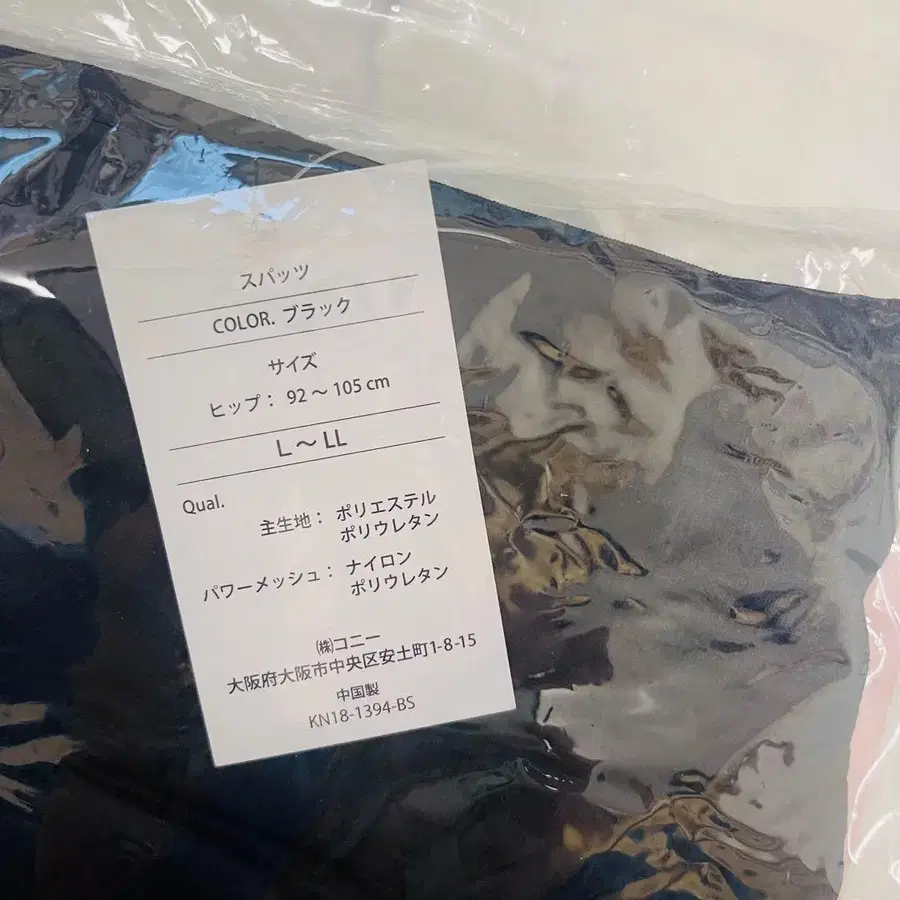 スパッツ
COLOR. ブラック
サイズ
ヒップ： 92 ～ 105 cm
L ～ LL
Qual.
主生地： ポリエステル
ポリウレタン
パワーメッシュ： ナイロン
ポリウレタン
㈱コニー
大阪府大阪市中央区安土町1-8-15
中国製
KN18-1394-BS